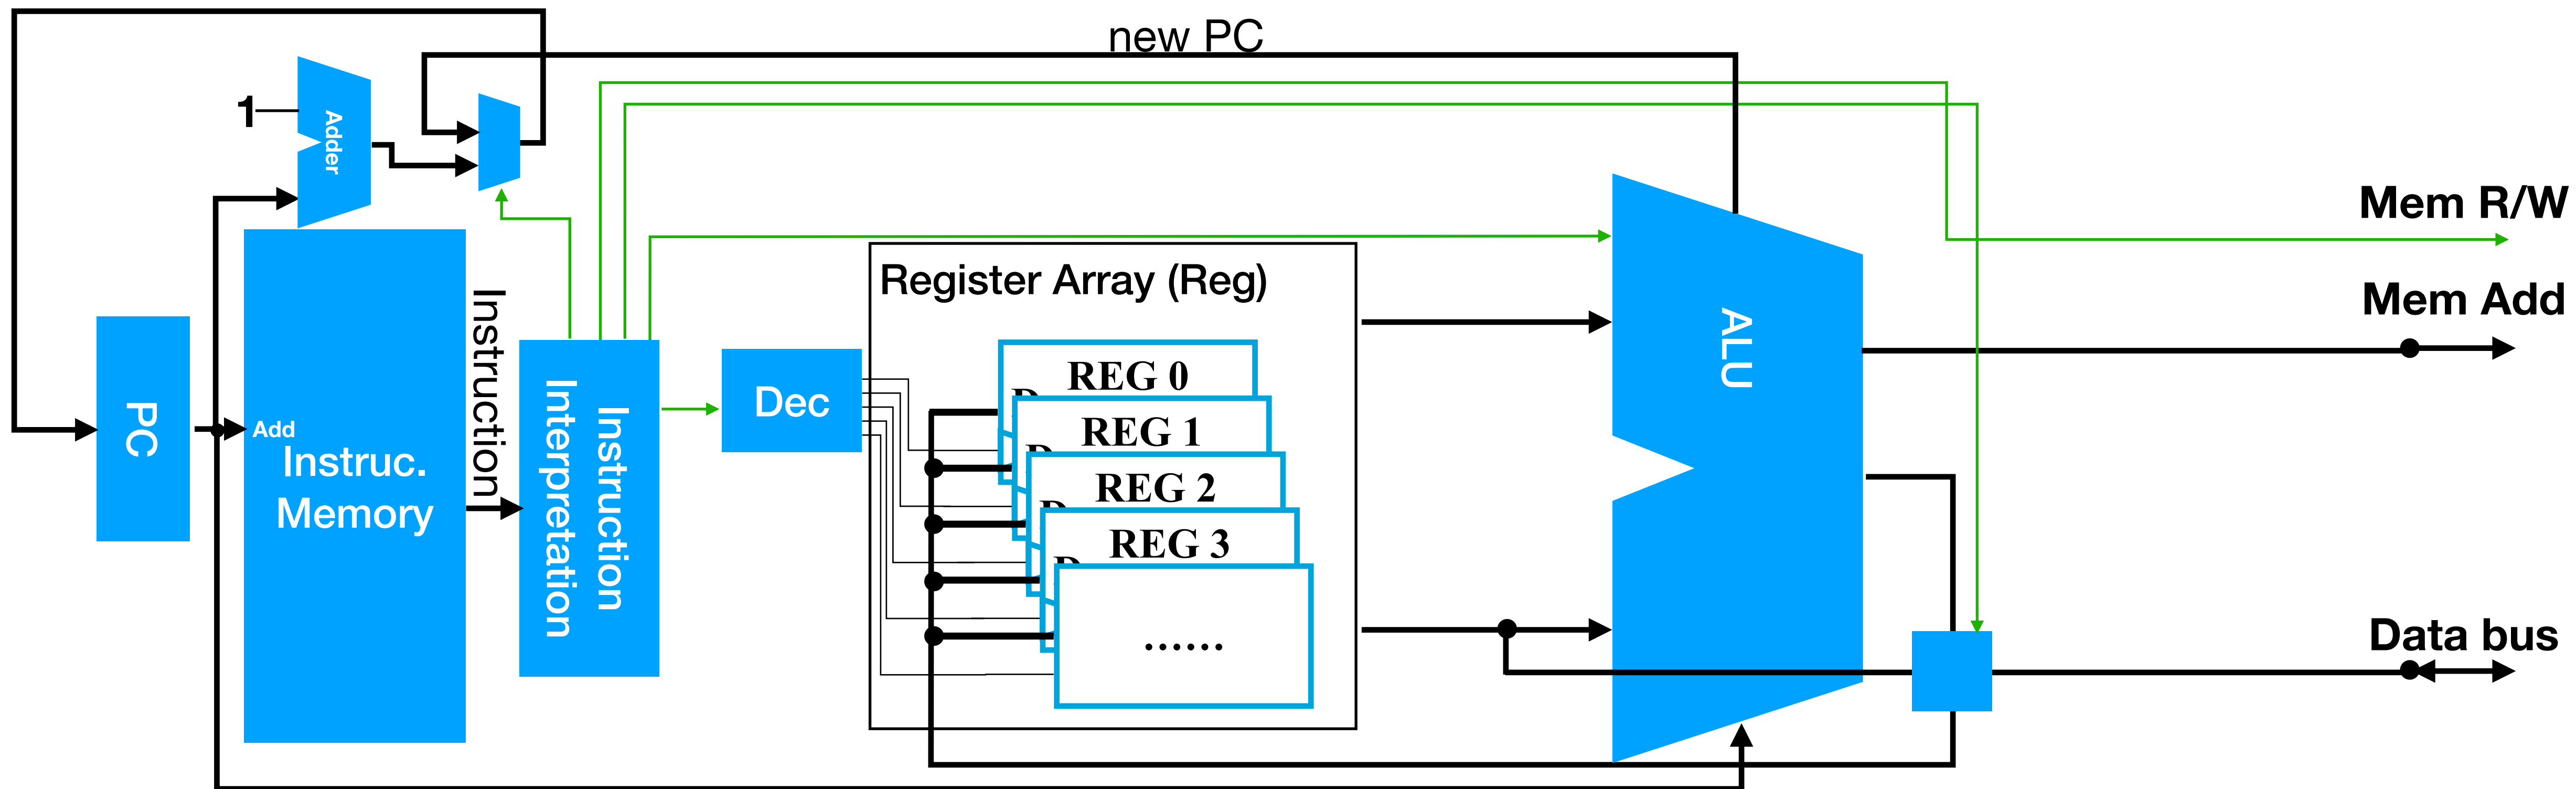 new PC
1
Adder
Mem R/W
Register Array (Reg)
Mem Add
Instruction
ALU
PC
Add
Instruc.
Memory
Instruction
Interpretation
Dec
REG 0
D
REG 1
D
REG 2
D
REG 3
D
......
Data bus